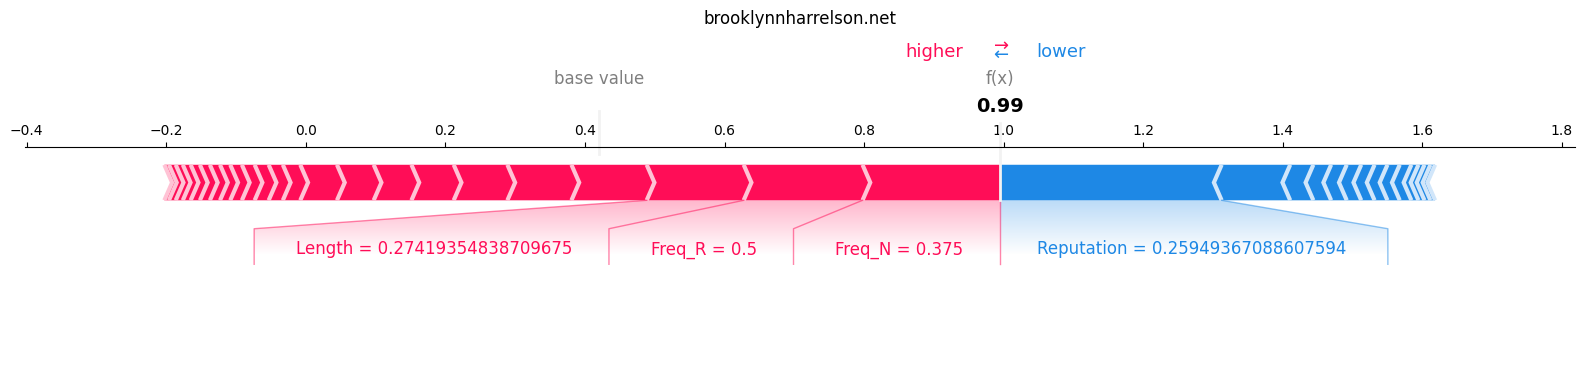 brooklynnharrelson.net
higher ⇄ lower
base value f(x)
0.99
−0.4 −0.2 0.0 0.2 0.4 0.6 0.8 1.0 1.2 1.4 1.6 1.8
Length = 0.27419354838709675 Freq_R = 0.5 Freq_N = 0.375 Reputation = 0.25949367088607594